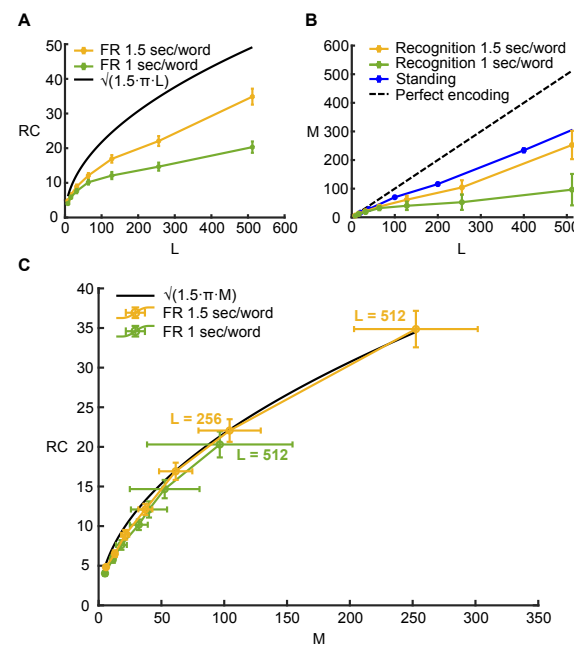 A
FR 1.5 sec/word
FR 1 sec/word
√(1.5·π·L)
50
40
30
20
10
0
RC
0 100 200 300 400 500 600
L
B
Recognition 1.5 sec/word
Recognition 1 sec/word
Standing
Perfect encoding
600
500
400
300
200
100
0
M
0 100 200 300 400 500
L
C
√(1.5·π·M)
FR 1.5 sec/word
FR 1 sec/word
L = 512
L = 256
L = 512
40
35
30
25
20
15
10
5
0
RC
0 50 100 150 200 250 300 350
M